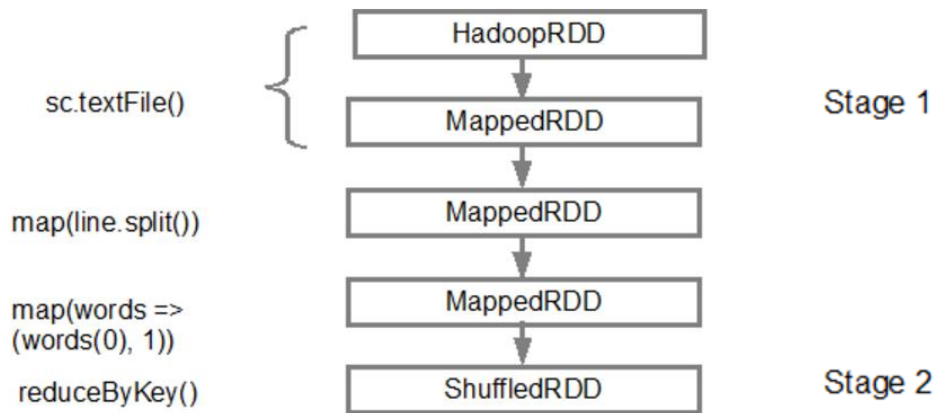 HadoopRDD
sc.textFile()
MappedRDD
Stage 1
map(line.split())
MappedRDD
map(words =>
(words(0), 1))
MappedRDD
reduceByKey()
ShuffledRDD
Stage 2